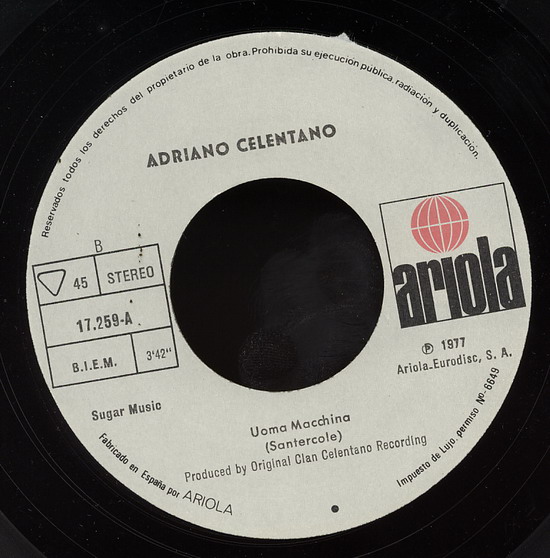 Reservados todos los derechos del propietario de la obra. Prohibida su ejecución publica, radiación y duplicación.
ADRIANO CELENTANO
B
45 STEREO
17.259-A
B.I.E.M. 3'42"
Sugar Music
ariola
℗ 1977
Ariola-Eurodisc, S. A.
Uoma Macchina
(Santercole)
Produced by Original Clan Celentano Recording
Fabricado en España por ARIOLA
Impuesto de Lujo, permiso Nº 6649